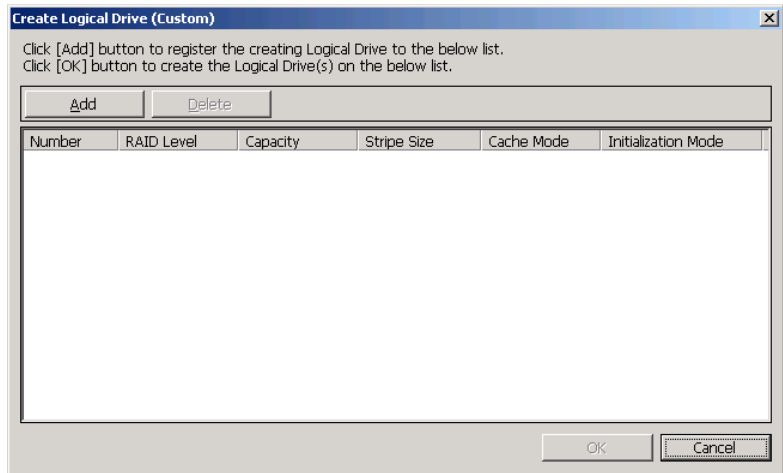 Create Logical Drive (Custom)
Click [Add] button to register the creating Logical Drive to the below list.
Click [OK] button to create the Logical Drive(s) on the below list.
Add Delete
Number RAID Level Capacity Stripe Size Cache Mode Initialization Mode
OK Cancel